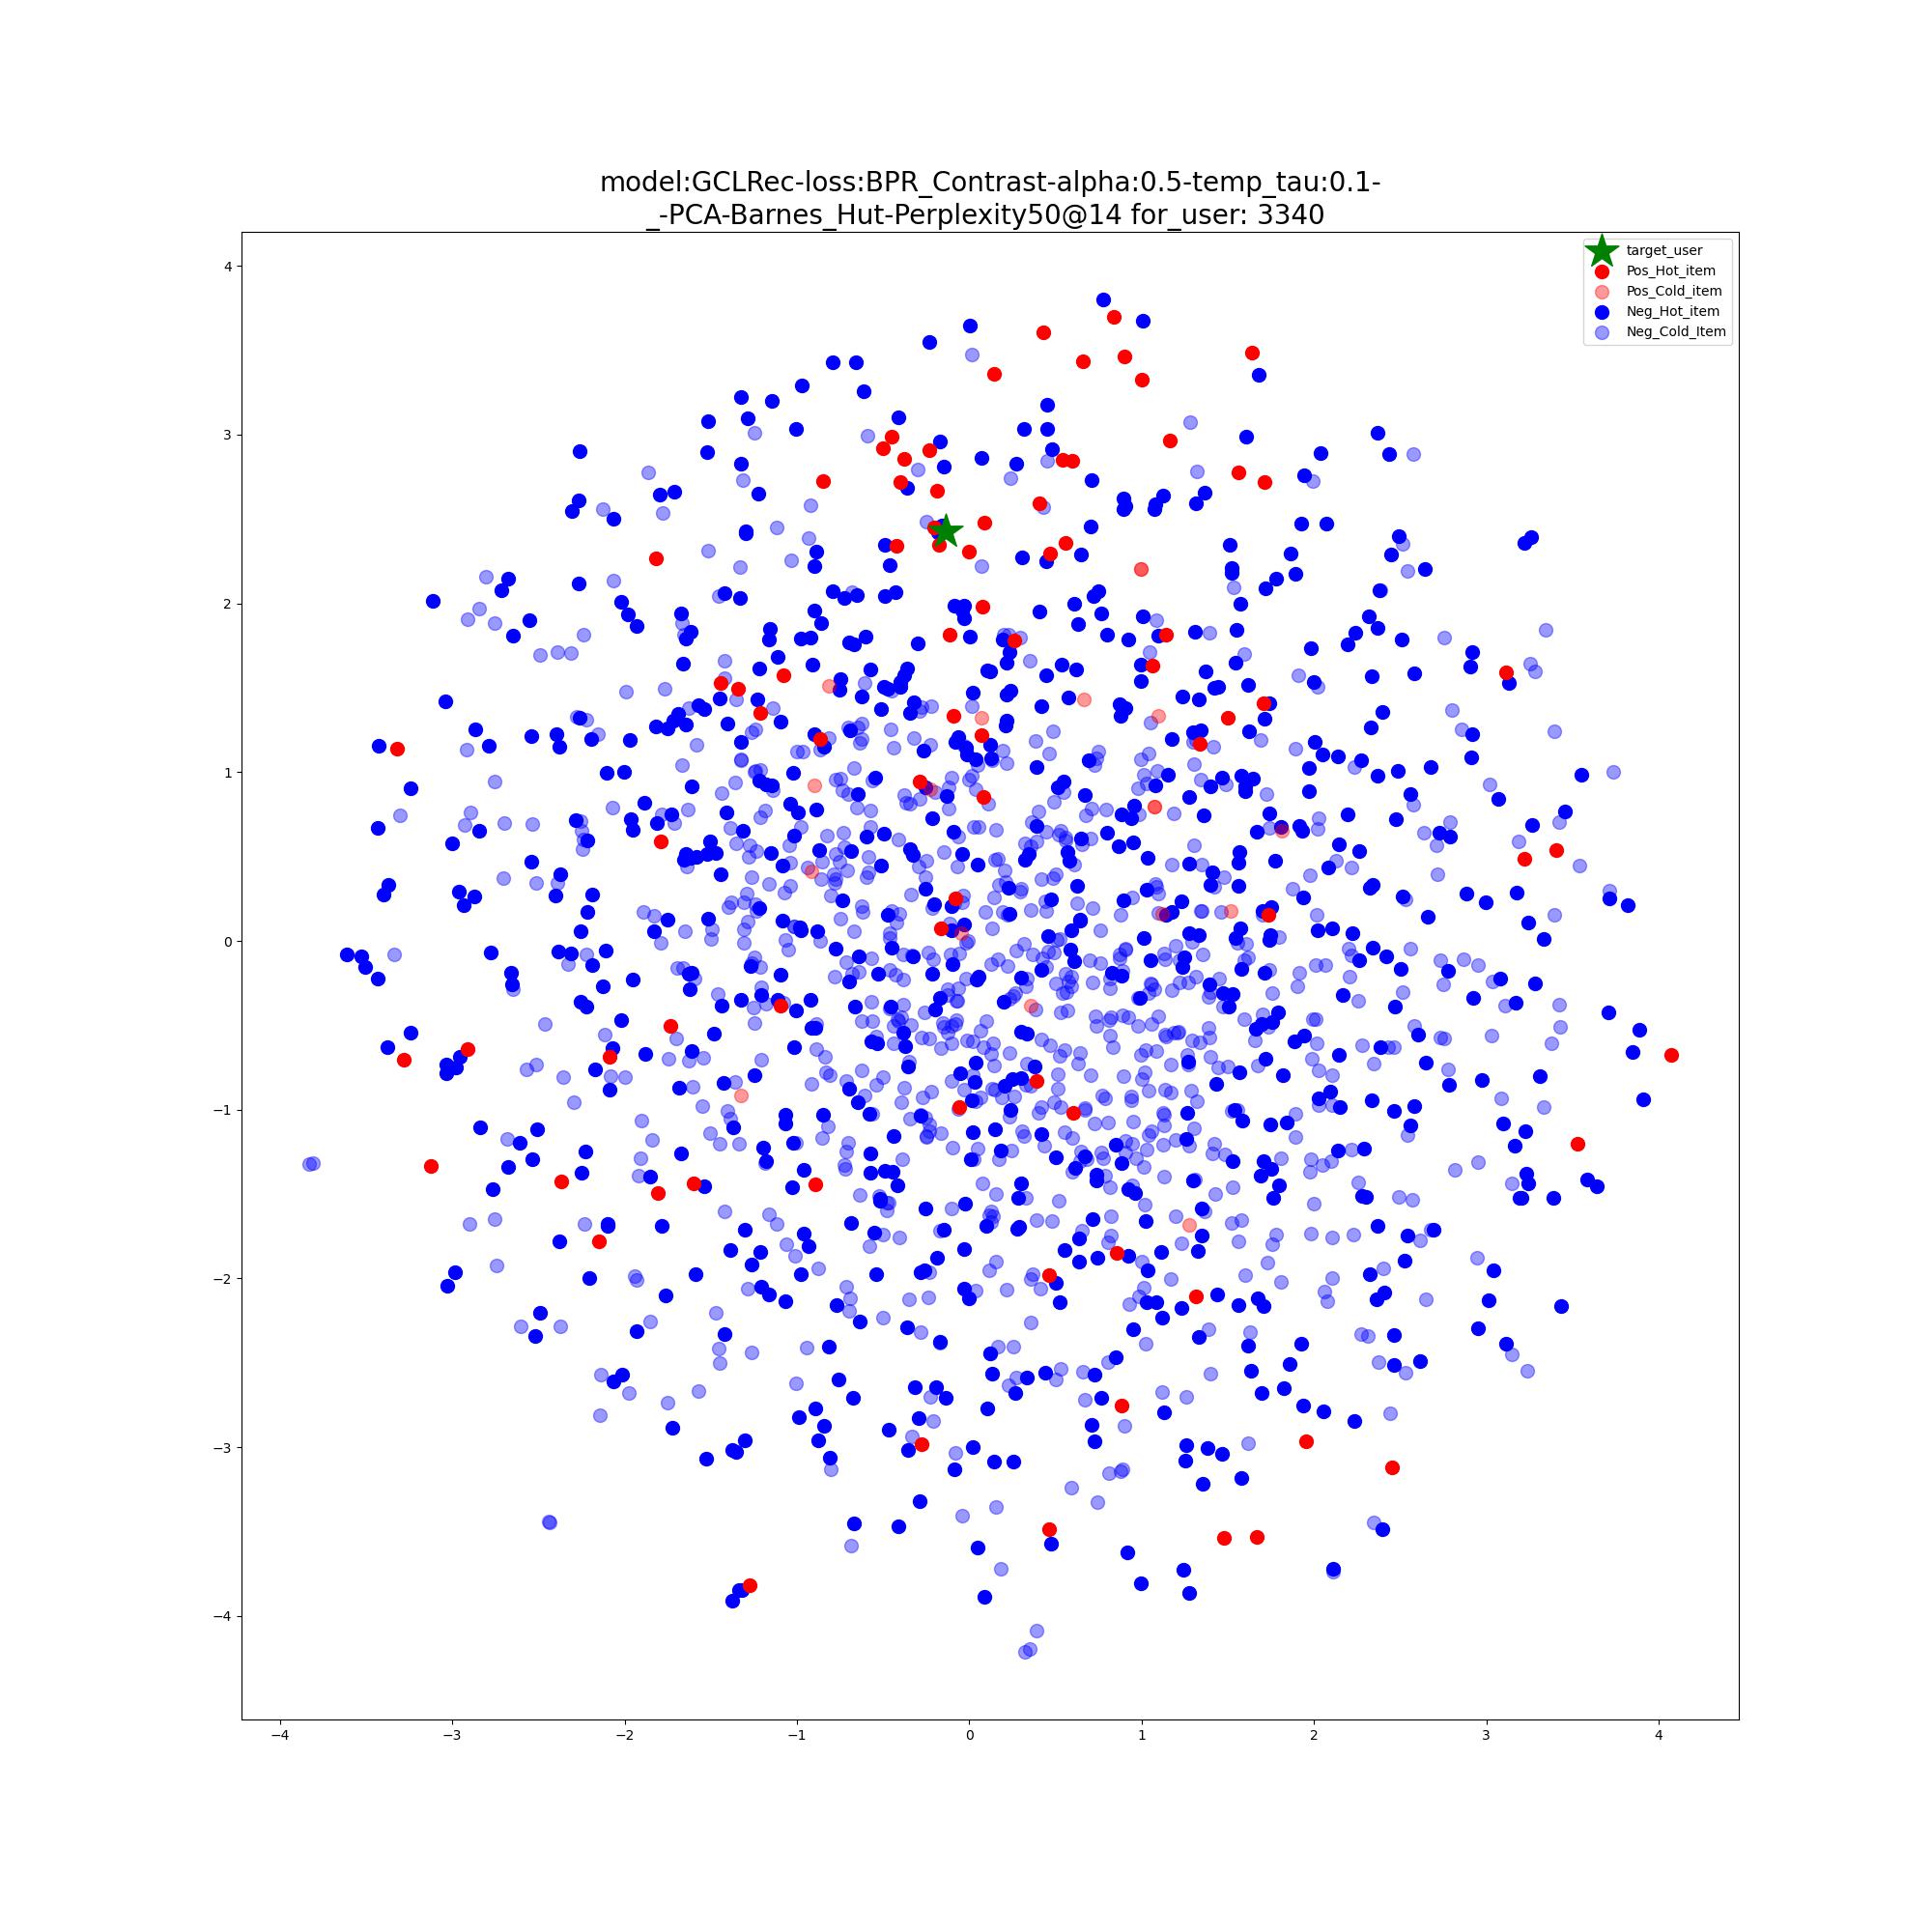 model:GCLRec-loss:BPR_Contrast-alpha:0.5-temp_tau:0.1-
_-PCA-Barnes_Hut-Perplexity50@14 for_user: 3340
target_user
Pos_Hot_item
Pos_Cold_item
Neg_Hot_item
Neg_Cold_Item
4
3
2
1
0
−1
−2
−3
−4
−4 −3 −2 −1 0 1 2 3 4